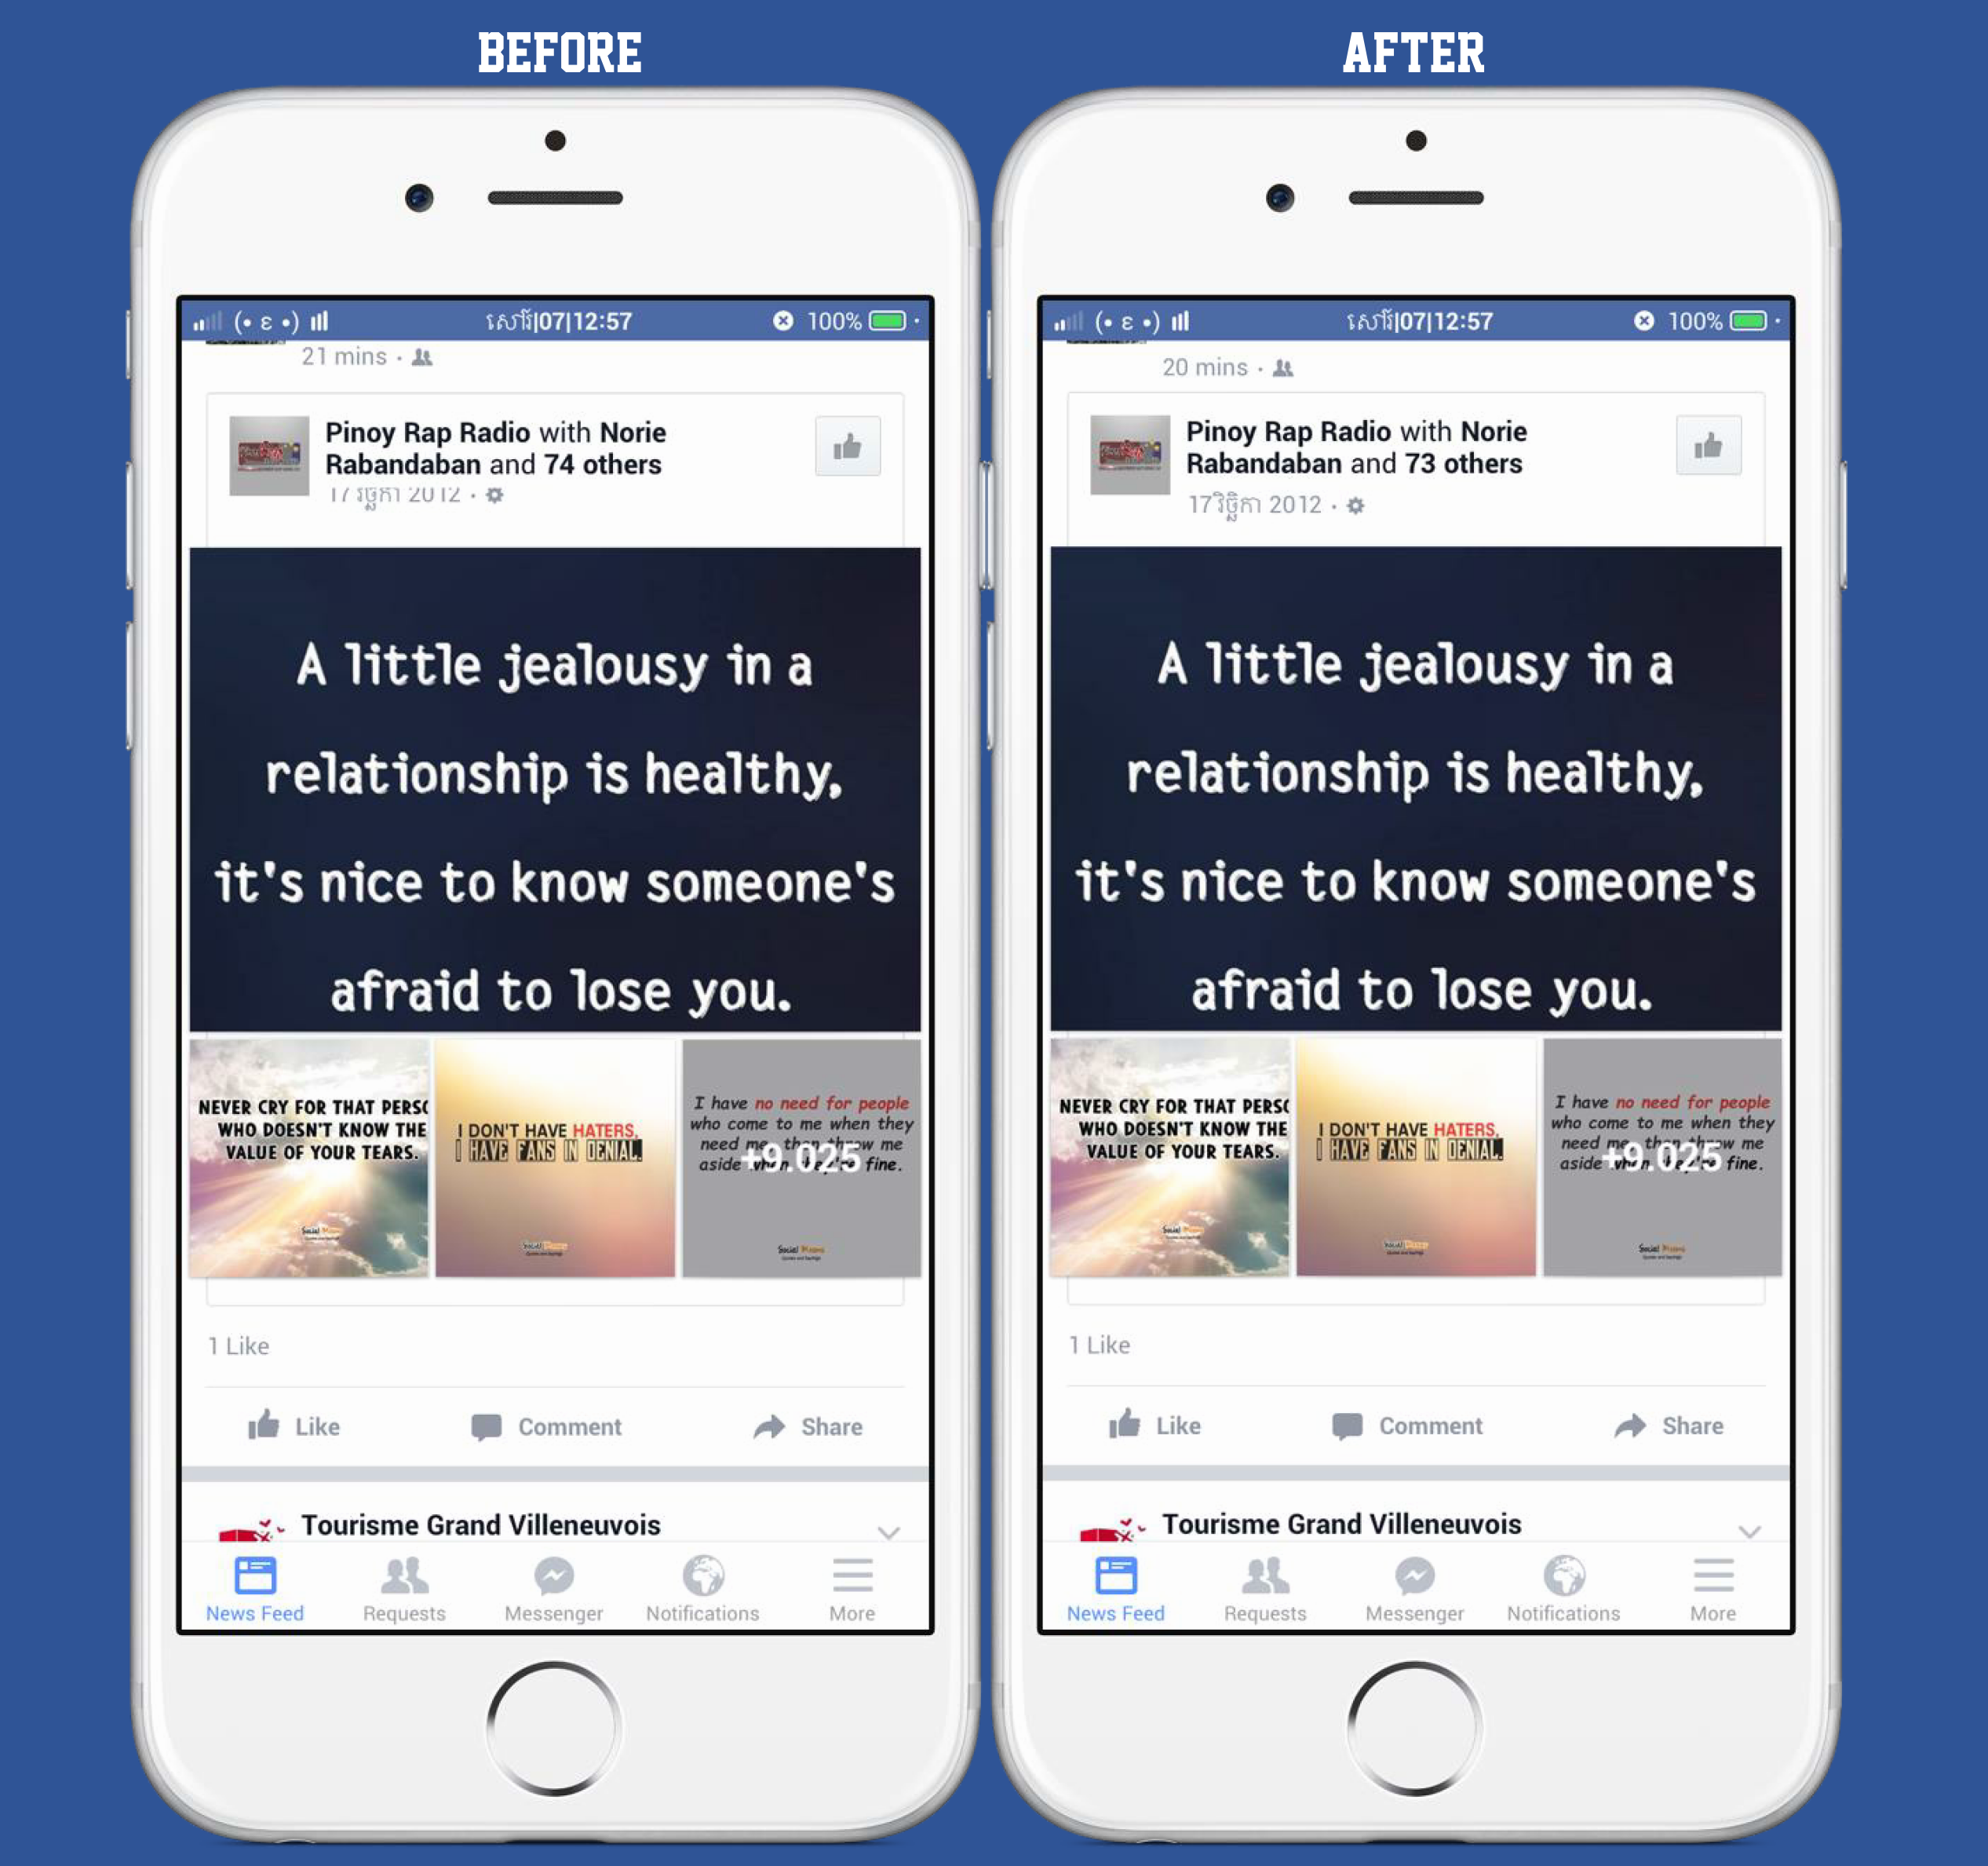 BEFORE
AFTER
(• ε •)
សៅរ៍|07|12:57
100%
21 mins ·
Pinoy Rap Radio with Norie
Rabandaban and 74 others
17 វិច្ឆិកា 2012 ·
A little jealousy in a
relationship is healthy,
it's nice to know someone's
afraid to lose you.
NEVER CRY FOR THAT PERSO
WHO DOESN'T KNOW THE
VALUE OF YOUR TEARS.
I DON'T HAVE HATERS,
I HAVE FANS IN DENIAL.
I have no need for people
who come to me when they
need me, then throw me
aside when they're fine.
+9.025
1 Like
Like
Comment
Share
Tourisme Grand Villeneuvois
News Feed
Requests
Messenger
Notifications
More
(• ε •)
សៅរ៍|07|12:57
100%
20 mins ·
Pinoy Rap Radio with Norie
Rabandaban and 73 others
17 វិច្ឆិកា 2012 ·
A little jealousy in a
relationship is healthy,
it's nice to know someone's
afraid to lose you.
NEVER CRY FOR THAT PERSO
WHO DOESN'T KNOW THE
VALUE OF YOUR TEARS.
I DON'T HAVE HATERS,
I HAVE FANS IN DENIAL.
I have no need for people
who come to me when they
need me, then throw me
aside when they're fine.
+9.025
1 Like
Like
Comment
Share
Tourisme Grand Villeneuvois
News Feed
Requests
Messenger
Notifications
More